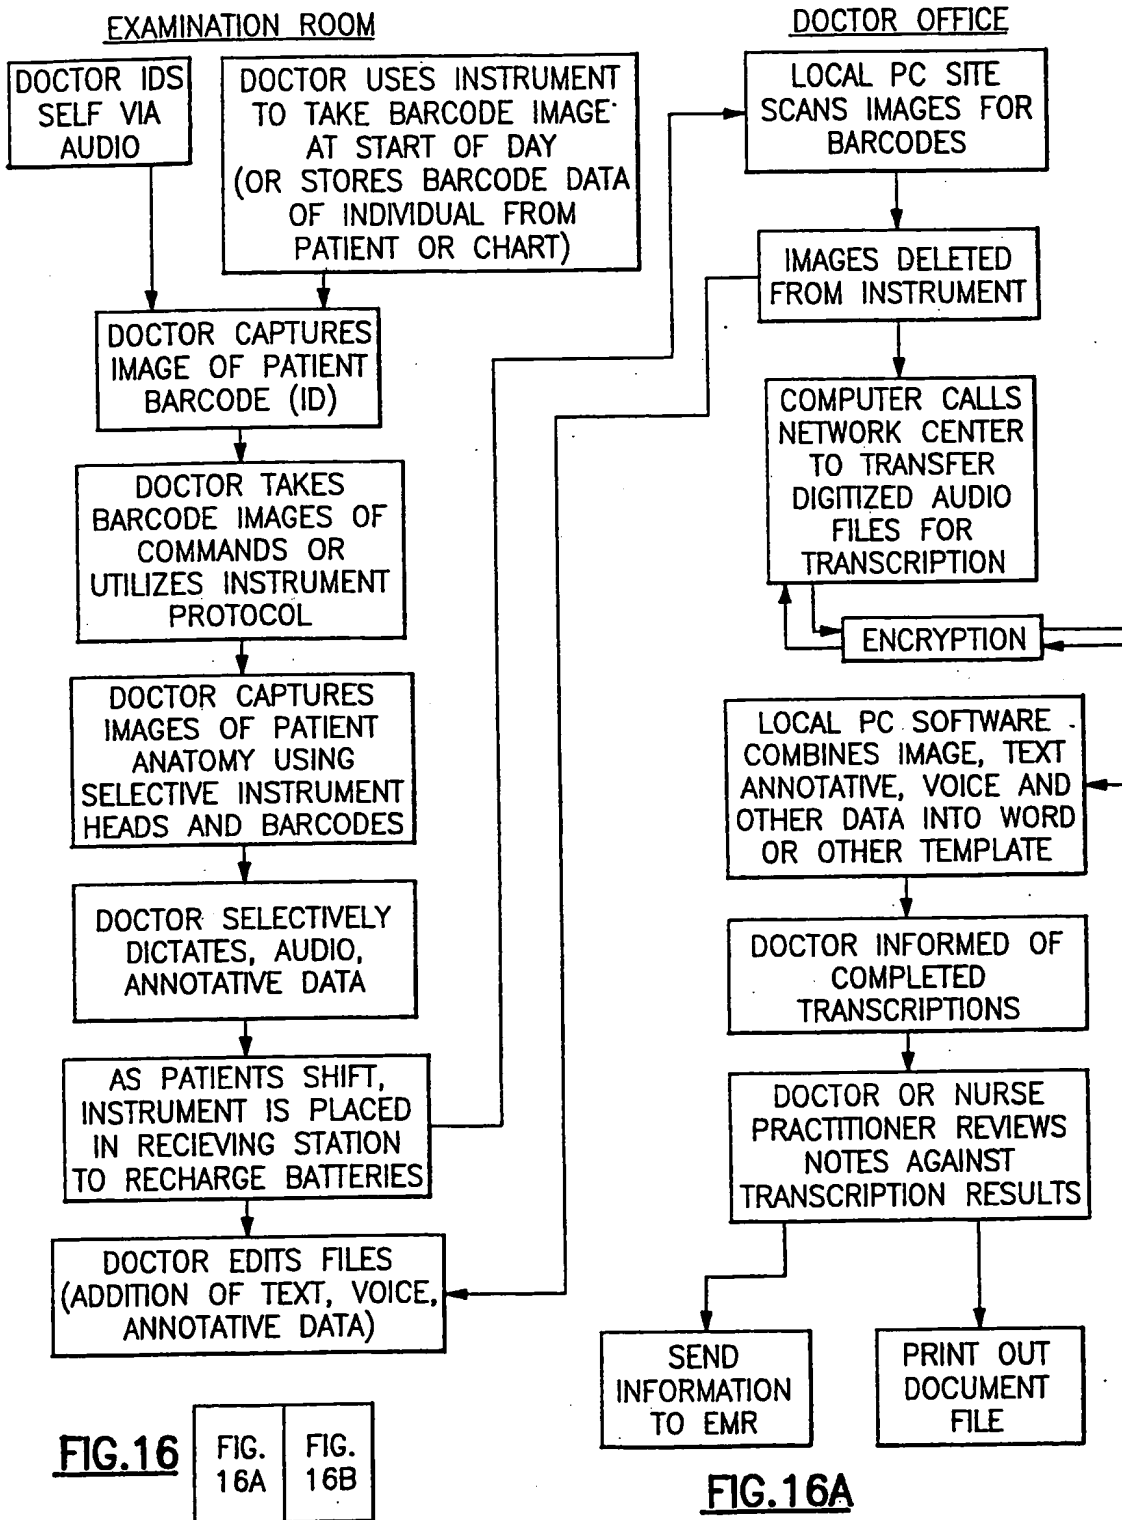 EXAMINATION ROOM
DOCTOR IDS
SELF VIA
AUDIO
DOCTOR USES INSTRUMENT
TO TAKE BARCODE IMAGE
AT START OF DAY
(OR STORES BARCODE DATA
OF INDIVIDUAL FROM
PATIENT OR CHART)
DOCTOR CAPTURES
IMAGE OF PATIENT
BARCODE (ID)
DOCTOR TAKES
BARCODE IMAGES OF
COMMANDS OR
UTILIZES INSTRUMENT
PROTOCOL
DOCTOR CAPTURES
IMAGES OF PATIENT
ANATOMY USING
SELECTIVE INSTRUMENT
HEADS AND BARCODES
DOCTOR SELECTIVELY
DICTATES, AUDIO,
ANNOTATIVE DATA
AS PATIENTS SHIFT,
INSTRUMENT IS PLACED
IN RECIEVING STATION
TO RECHARGE BATTERIES
DOCTOR EDITS FILES
(ADDITION OF TEXT, VOICE,
ANNOTATIVE DATA)
DOCTOR OFFICE
LOCAL PC SITE
SCANS IMAGES FOR
BARCODES
IMAGES DELETED
FROM INSTRUMENT
COMPUTER CALLS
NETWORK CENTER
TO TRANSFER
DIGITIZED AUDIO
FILES FOR
TRANSCRIPTION
ENCRYPTION
LOCAL PC SOFTWARE
COMBINES IMAGE, TEXT
ANNOTATIVE, VOICE AND
OTHER DATA INTO WORD
OR OTHER TEMPLATE
DOCTOR INFORMED OF
COMPLETED
TRANSCRIPTIONS
DOCTOR OR NURSE
PRACTITIONER REVIEWS
NOTES AGAINST
TRANSCRIPTION RESULTS
SEND
INFORMATION
TO EMR
PRINT OUT
DOCUMENT
FILE
FIG.16
FIG.
16A
FIG.
16B
FIG.16A